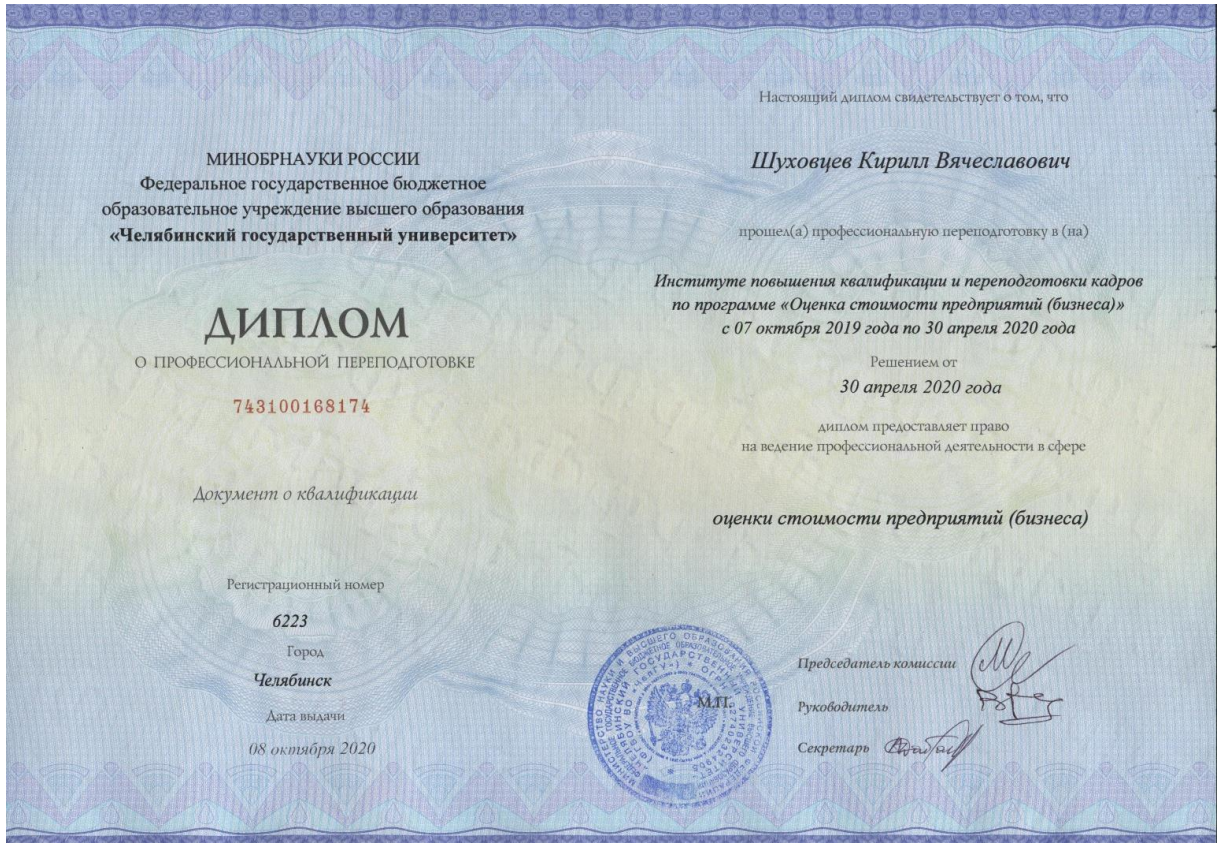 МИНОБРНАУКИ РОССИИ
Федеральное государственное бюджетное
образовательное учреждение высшего образования
«Челябинский государственный университет»
ДИПЛОМ
О ПРОФЕССИОНАЛЬНОЙ ПЕРЕПОДГОТОВКЕ
743100168174
Документ о квалификации
Регистрационный номер
6223
Город
Челябинск
Дата выдачи
08 октября 2020
Настоящий диплом свидетельствует о том, что
Шуховцев Кирилл Вячеславович
прошел(а) профессиональную переподготовку в (на)
Институте повышения квалификации и переподготовки кадров
по программе «Оценка стоимости предприятий (бизнеса)»
с 07 октября 2019 года по 30 апреля 2020 года
Решением от
30 апреля 2020 года
диплом предоставляет право
на ведение профессиональной деятельности в сфере
оценки стоимости предприятий (бизнеса)
М.П.
Председатель комиссии
Руководитель
Секретарь